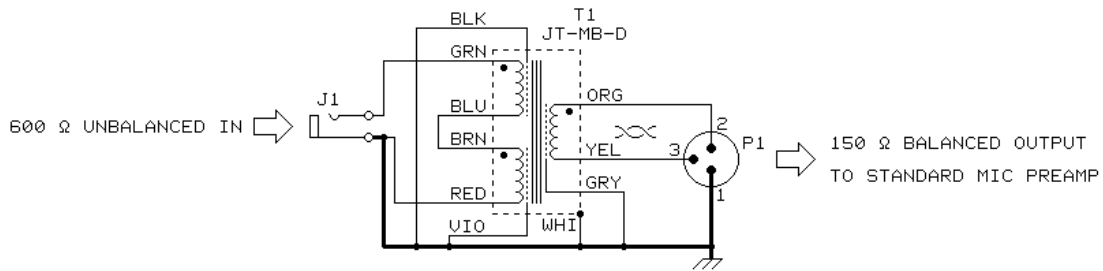 T1
JT-MB-D
BLK
GRN
J1
600 Ω UNBALANCED IN
BLU
BRN
RED
VIO
ORG
YEL
GRY
WHI
2
3
1
P1
150 Ω BALANCED OUTPUT
TO STANDARD MIC PREAMP